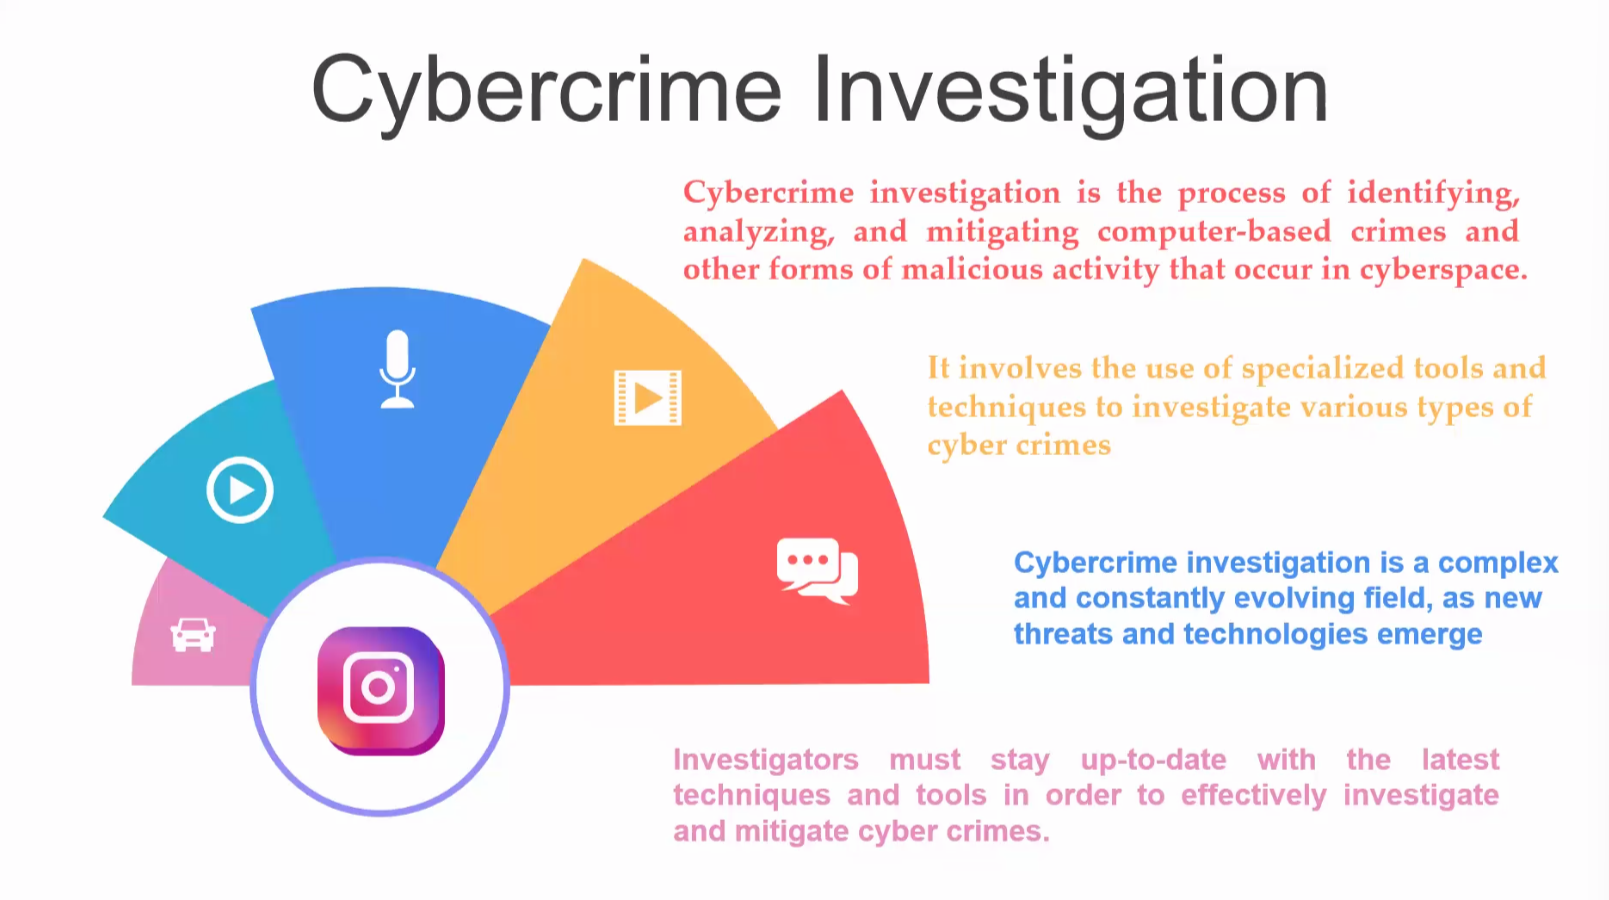 Cybercrime Investigation
Cybercrime investigation is the process of identifying,
analyzing, and mitigating computer-based crimes and
other forms of malicious activity that occur in cyberspace.
It involves the use of specialized tools and
techniques to investigate various types of
cyber crimes
Cybercrime investigation is a complex
and constantly evolving field, as new
threats and technologies emerge
Investigators must stay up-to-date with the latest
techniques and tools in order to effectively investigate
and mitigate cyber crimes.